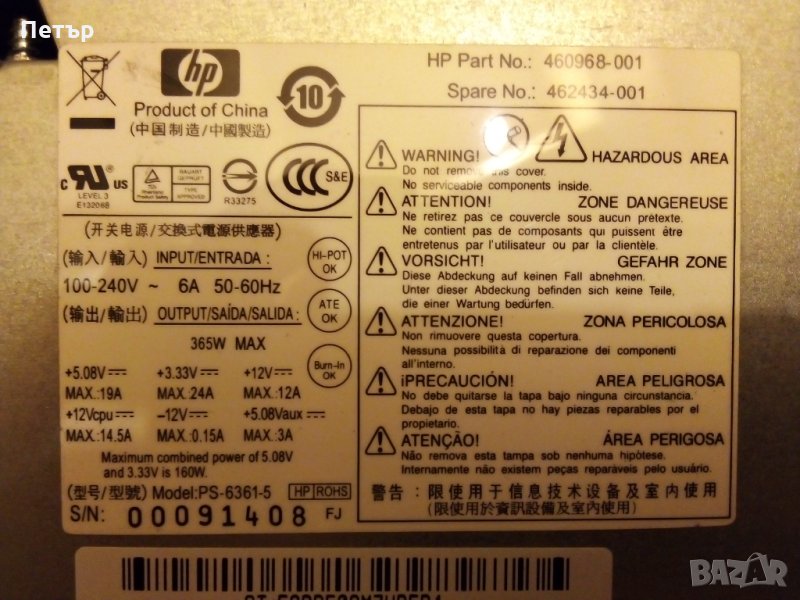 Петър
hp
Product of China
(中国制造/中國製造)
10
HP Part No.: 460968-001
Spare No.: 462434-001
c UR US
LEVEL 3
E132068
BAUART GEPRÜFT
TYPE APPROVED
R33275
CCC S&E
(开关电源/交換式電源供應器)
(输入/輸入) INPUT/ENTRADA:
100-240V ~ 6A 50-60Hz
(输出/輸出) OUTPUT/SAÍDA/SALIDA:
365W MAX
HI-POT
OK
ATE
OK
Burn-In
OK
+5.08V +3.33V +12V
MAX.:19A MAX.:24A MAX.:12A
+12Vcpu –12V +5.08Vaux
MAX.:14.5A MAX.:0.15A MAX.:3A
Maximum combined power of 5.08V
and 3.33V is 160W.
(型号/型號) Model:PS-6361-5 HP ROHS
S/N: 00091408 FJ
WARNING! HAZARDOUS AREA
Do not remove this cover.
No serviceable components inside.
ATTENTION! ZONE DANGEREUSE
Ne retirez pas ce couvercle sous aucun prétexte.
Ne contient pas de composants qui puissent être
entretenus par l'utilisateur ou par la clientèle.
VORSICHT! GEFAHR ZONE
Diese Abdeckung auf keinen Fall abnehmen.
Unter dieser Abdeckung befinden sich keine Teile,
die einer Wartung bedürfen.
ATTENZIONE! ZONA PERICOLOSA
Non rimuovere questa copertura.
Nessuna possibilità di reparazione dei componenti
all'interno.
¡PRECAUCIÓN! AREA PELIGROSA
No debe quitarse la tapa bajo ninguna circunstancia.
Debajo de esta tapa no hay piezas reparables por el
propietario.
ATENÇÃO! ÁREA PERIGOSA
Não remova esta tampa sob nenhuma hipótese.
Internamente não existem peças reparáveis pelo usuário.
警告: 限使用于信息技术设备及室内使用
(限使用於資訊設備及室內使用)
BAZAR